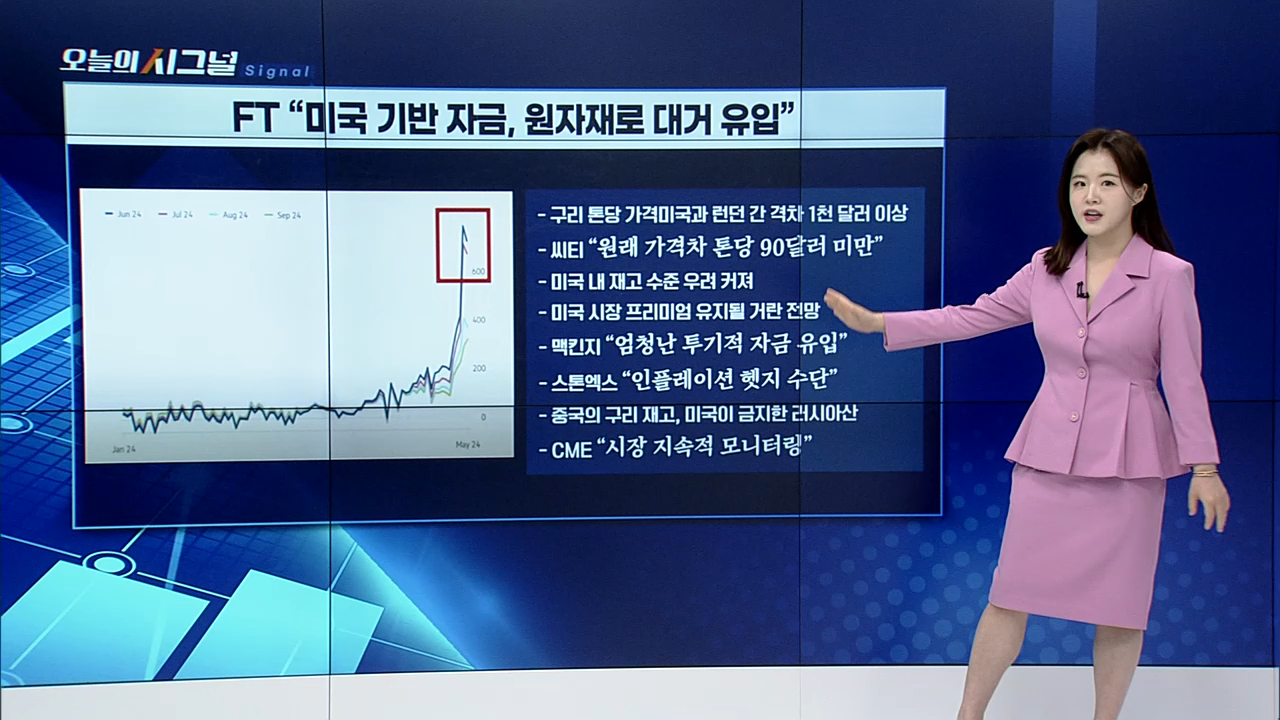 오늘의 시그널 Signal
FT “미국 기반 자금, 원자재로 대거 유입”
Jun 24 Jul 24 Aug 24 Sep 24
600
400
200
0
Jan 24 May 24
- 구리 톤당 가격미국과 런던 간 격차 1천 달러 이상
- 씨티 “원래 가격차 톤당 90달러 미만”
- 미국 내 재고 수준 우려 커져
- 미국 시장 프리미엄 유지될 거란 전망
- 맥킨지 “엄청난 투기적 자금 유입”
- 스톤엑스 “인플레이션 헷지 수단”
- 중국의 구리 재고, 미국이 금지한 러시아산
- CME “시장 지속적 모니터링”